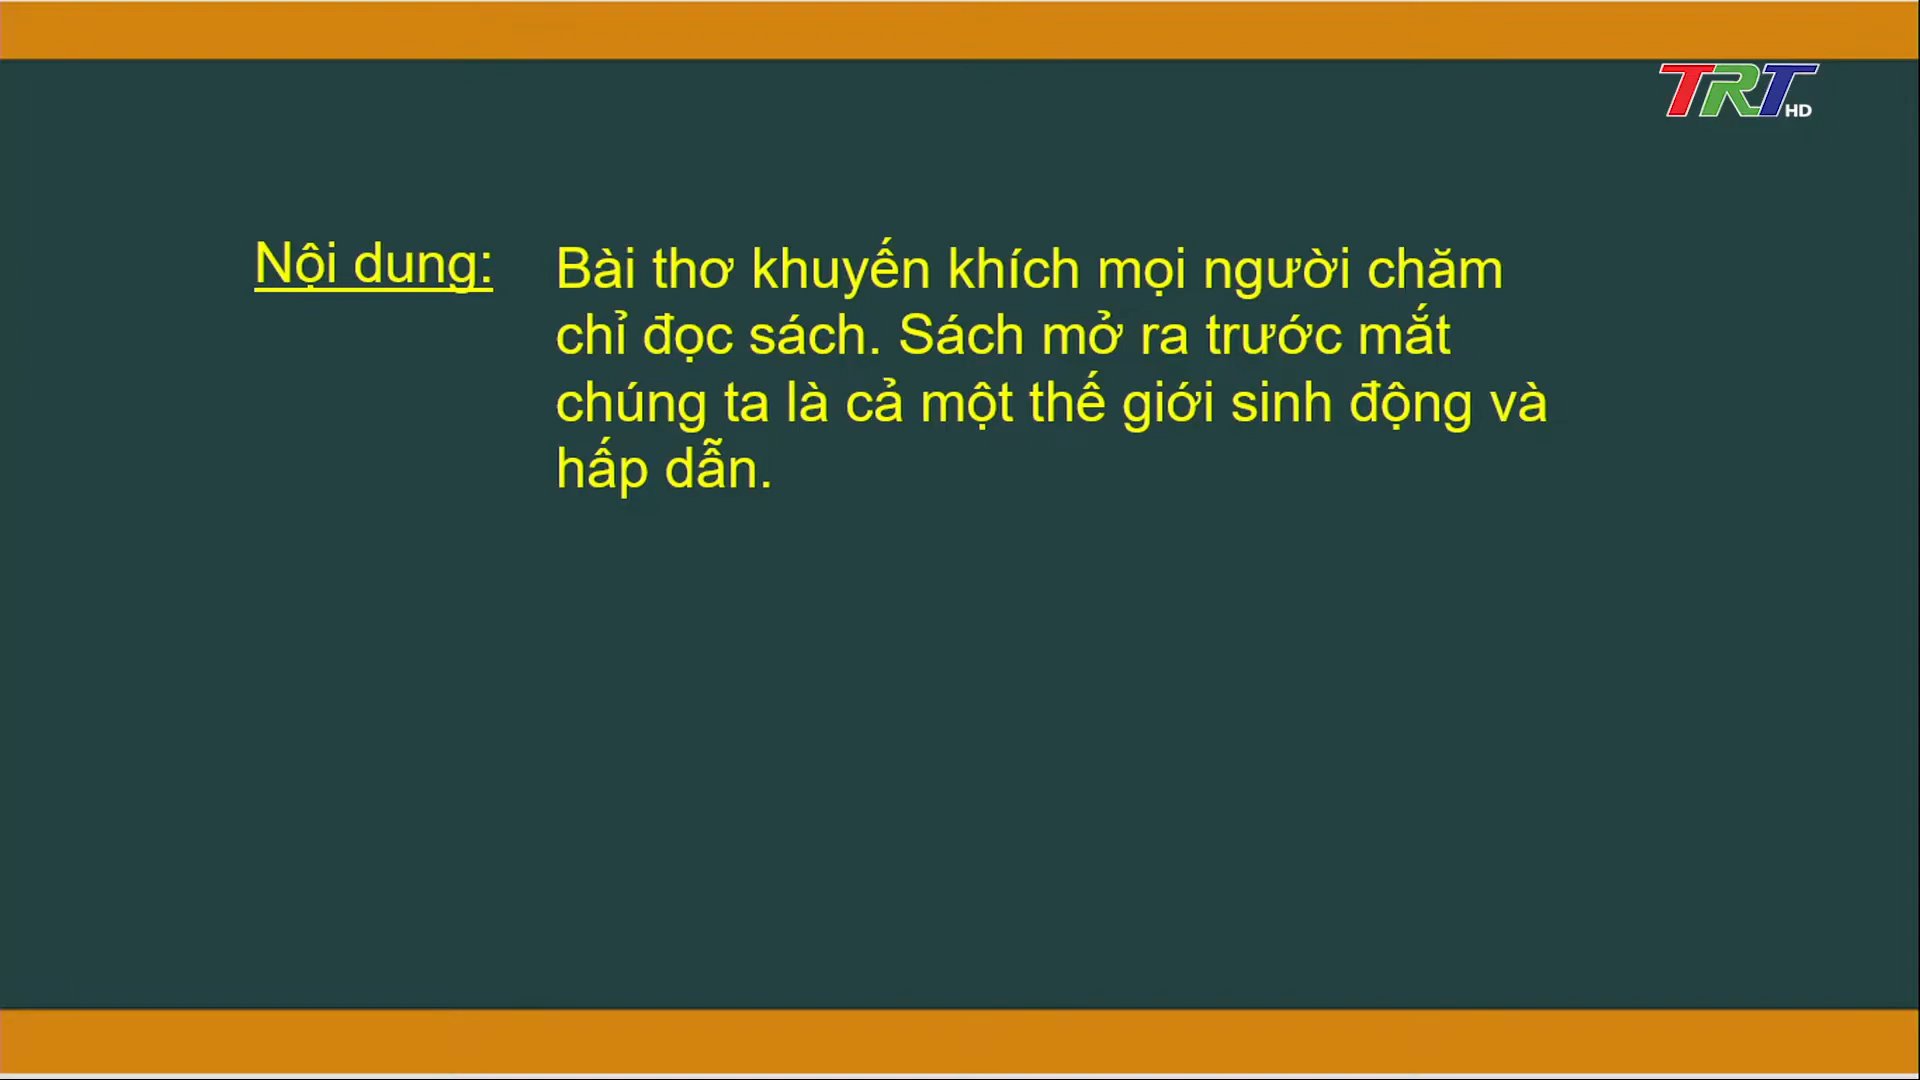 TRT HD
Nội dung: Bài thơ khuyến khích mọi người chăm
chỉ đọc sách. Sách mở ra trước mắt
chúng ta là cả một thế giới sinh động và
hấp dẫn.